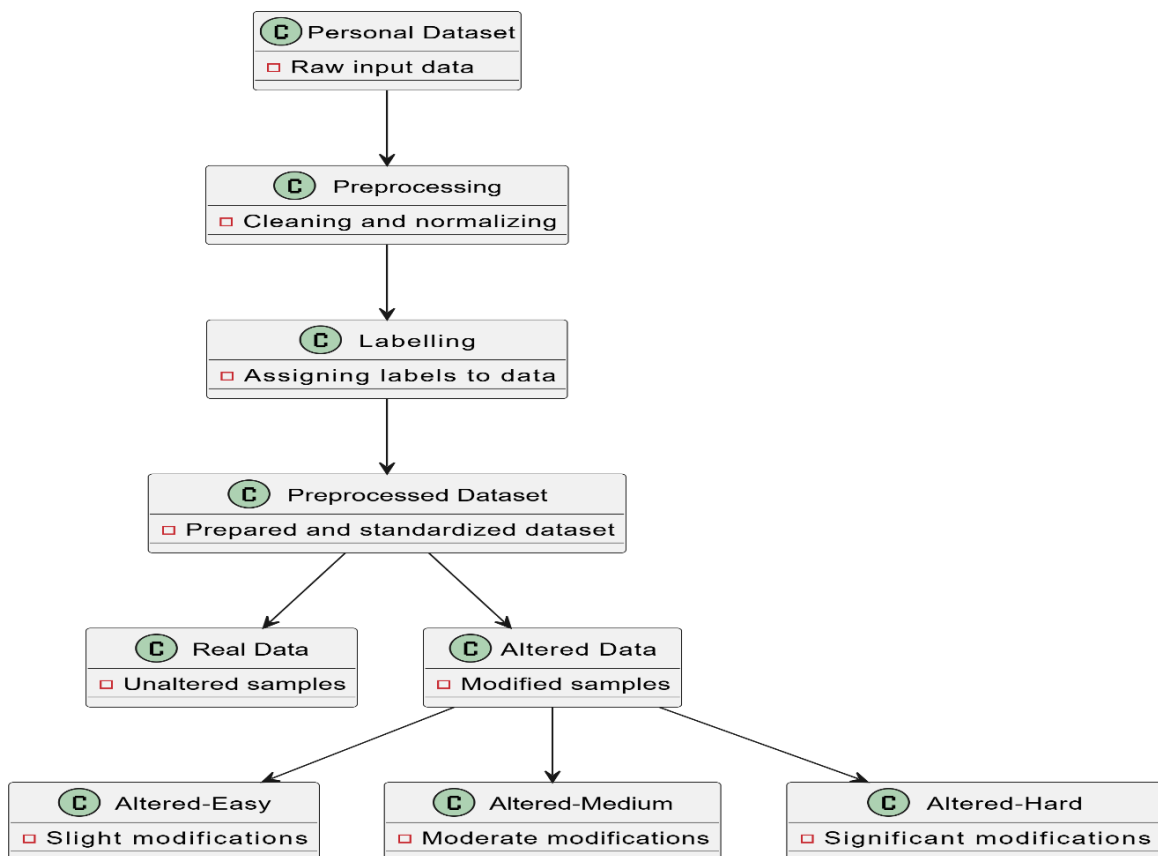 C Personal Dataset
Raw input data
C Preprocessing
Cleaning and normalizing
C Labelling
Assigning labels to data
C Preprocessed Dataset
Prepared and standardized dataset
C Real Data
Unaltered samples
C Altered Data
Modified samples
C Altered-Easy
Slight modifications
C Altered-Medium
Moderate modifications
C Altered-Hard
Significant modifications